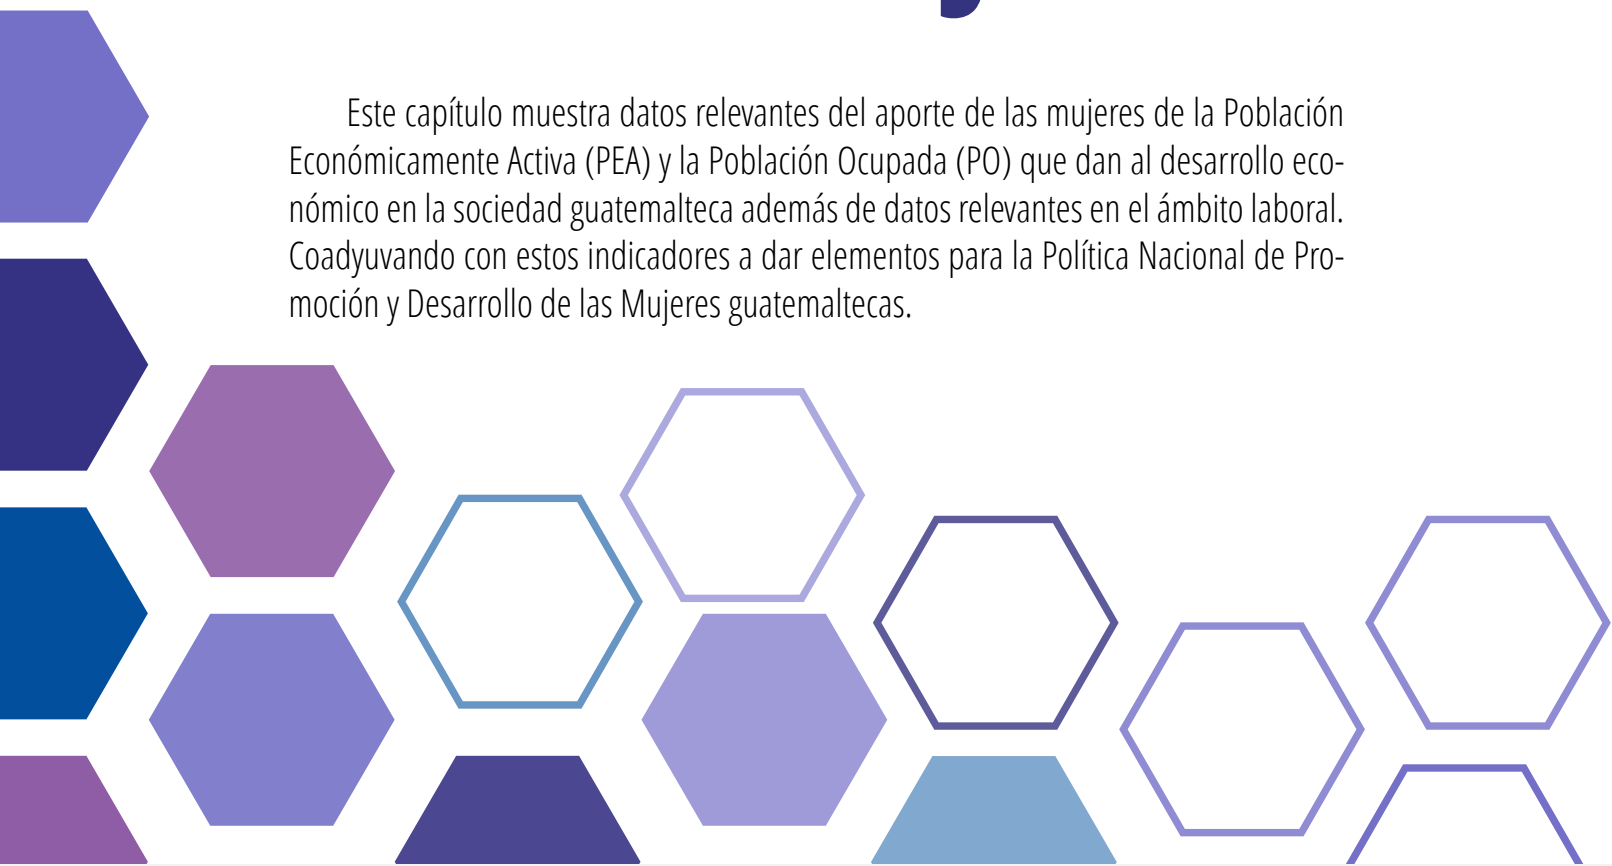 Este capítulo muestra datos relevantes del aporte de las mujeres de la Población
Económicamente Activa (PEA) y la Población Ocupada (PO) que dan al desarrollo eco-
nómico en la sociedad guatemalteca además de datos relevantes en el ámbito laboral.
Coadyuvando con estos indicadores a dar elementos para la Política Nacional de Pro-
moción y Desarrollo de las Mujeres guatemaltecas.